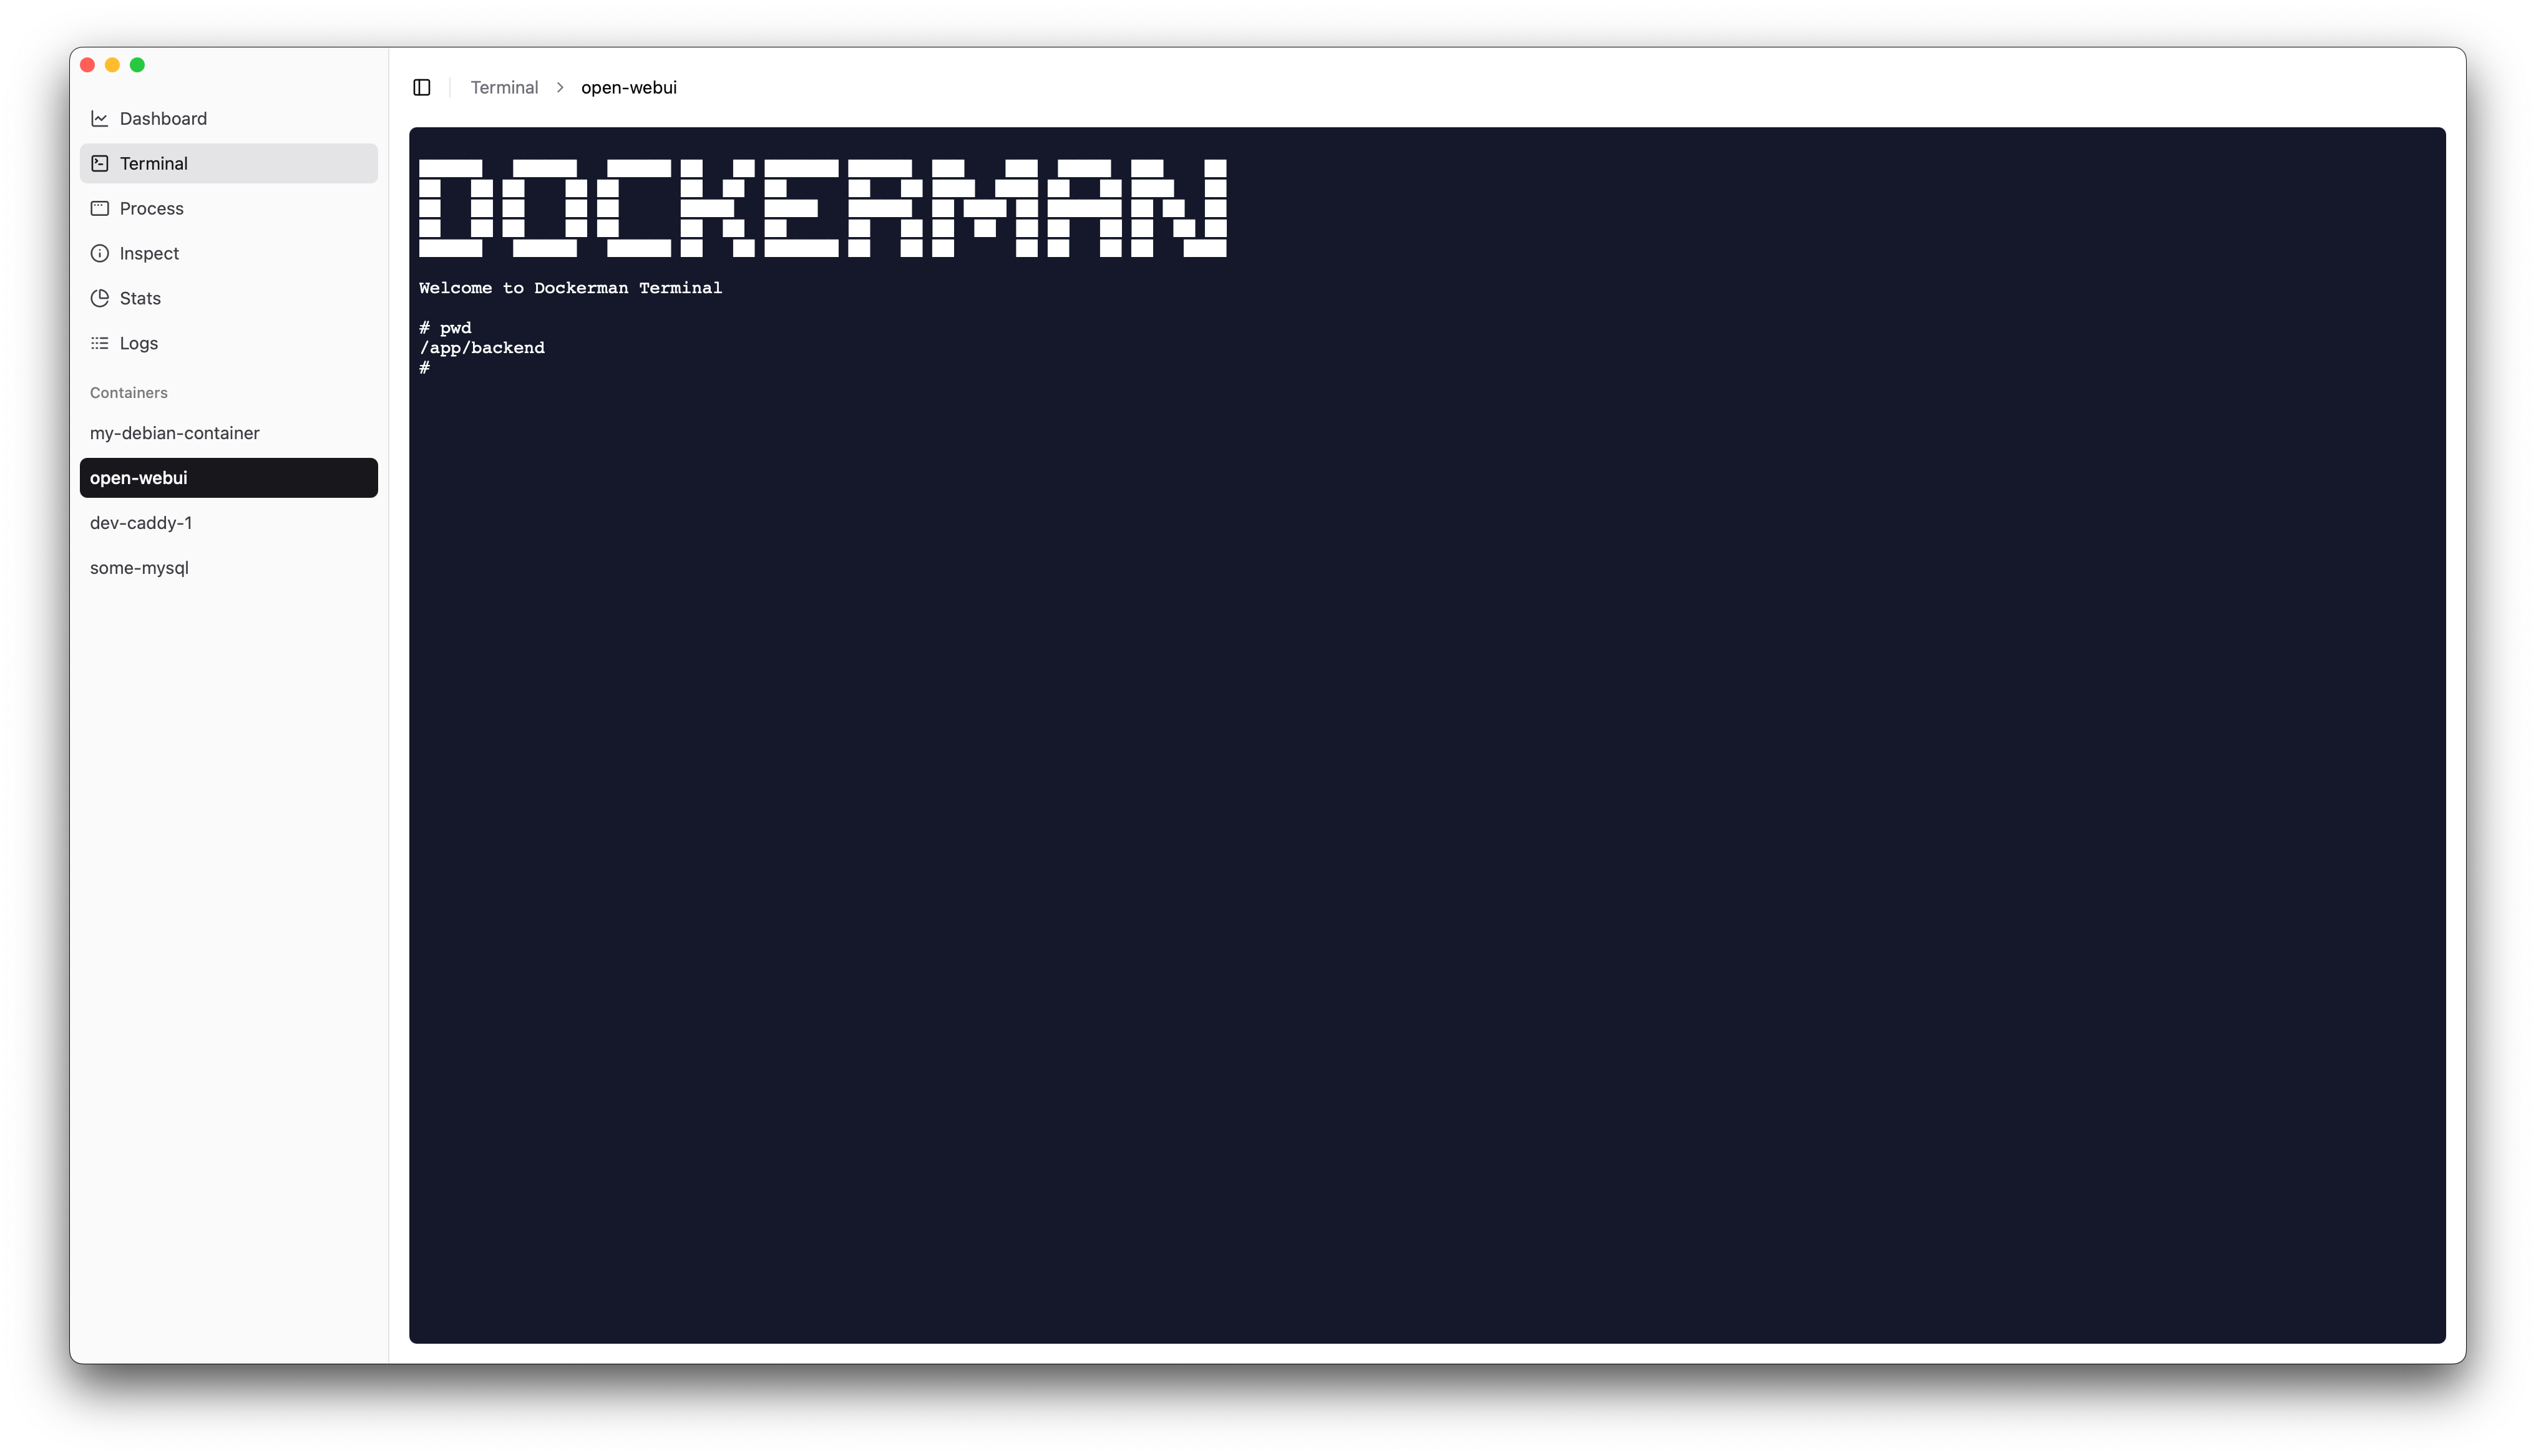 Dashboard
Terminal
Process
Inspect
Stats
Logs
Containers
my-debian-container
open-webui
dev-caddy-1
some-mysql
Terminal > open-webui
DOCKERMAN
Welcome to Dockerman Terminal
# pwd
/app/backend
#